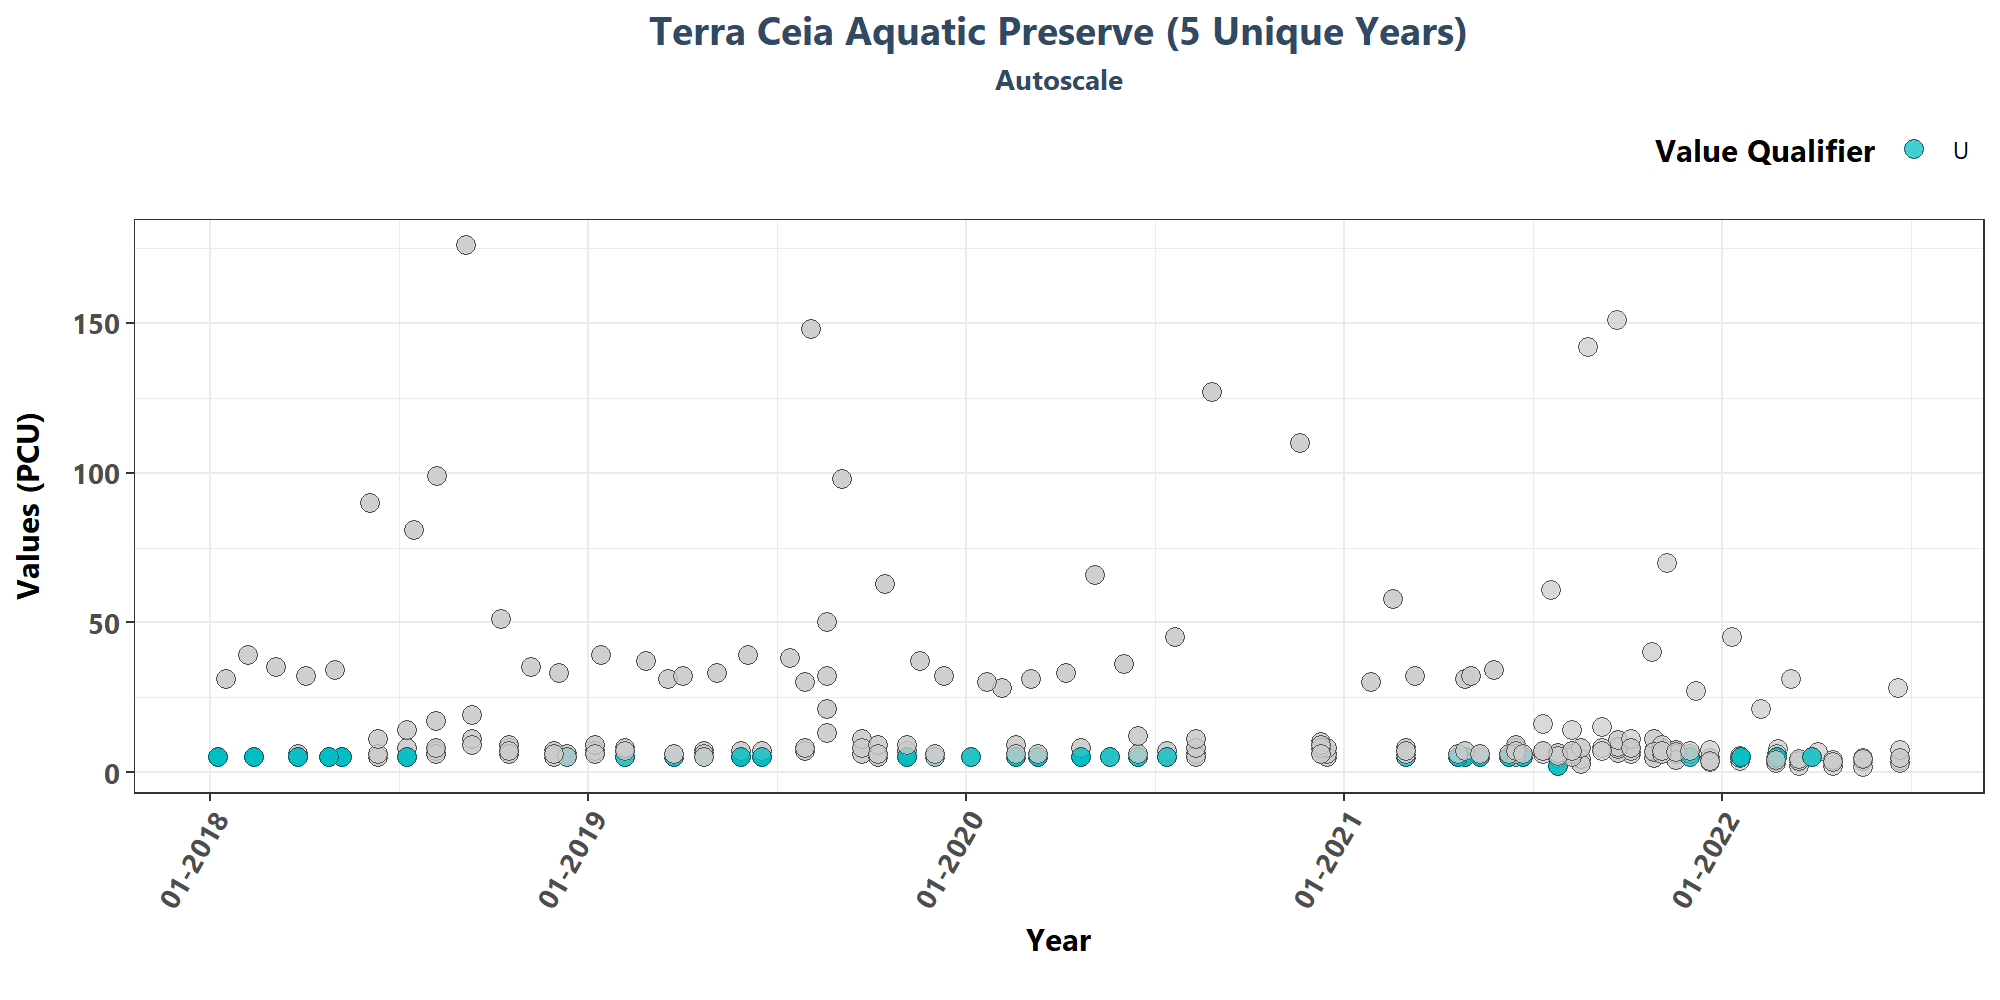 Terra Ceia Aquatic Preserve (5 Unique Years)
Autoscale
Value Qualifier U
Values (PCU)
150
100
50
0
01-2018
01-2019
01-2020
01-2021
01-2022
Year